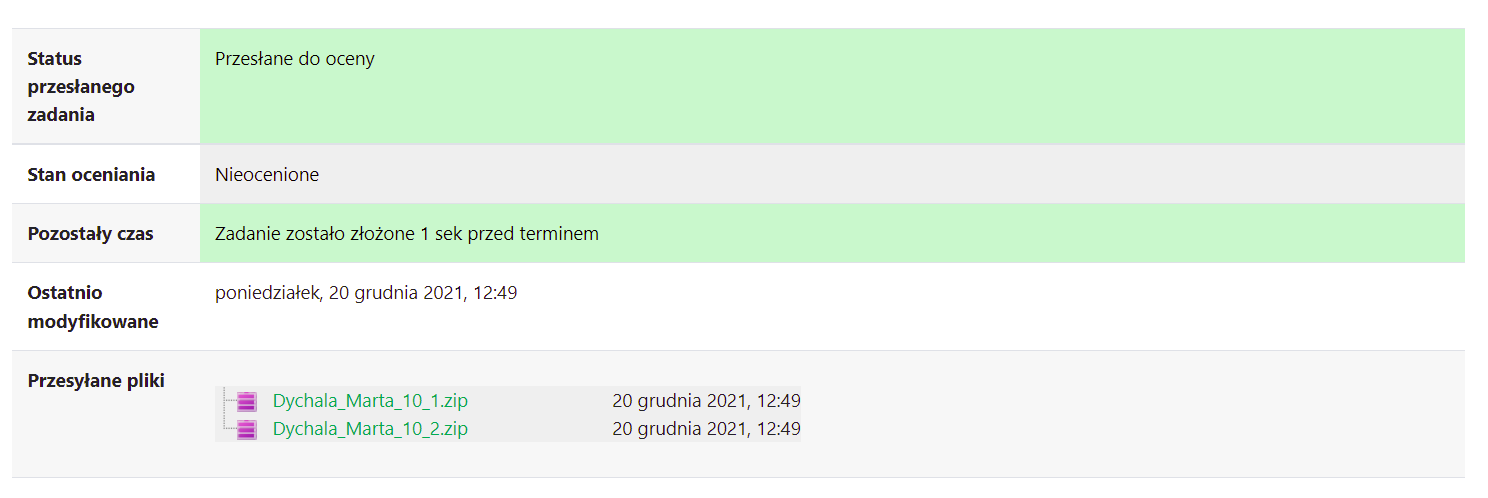 Status Przesłane do oceny
przesłanego
zadania
Stan oceniania Nieocenione
Pozostały czas Zadanie zostało złożone 1 sek przed terminem
Ostatnio poniedziałek, 20 grudnia 2021, 12:49
modyfikowane
Przesyłane pliki
Dychala_Marta_10_1.zip 20 grudnia 2021, 12:49
Dychala_Marta_10_2.zip 20 grudnia 2021, 12:49